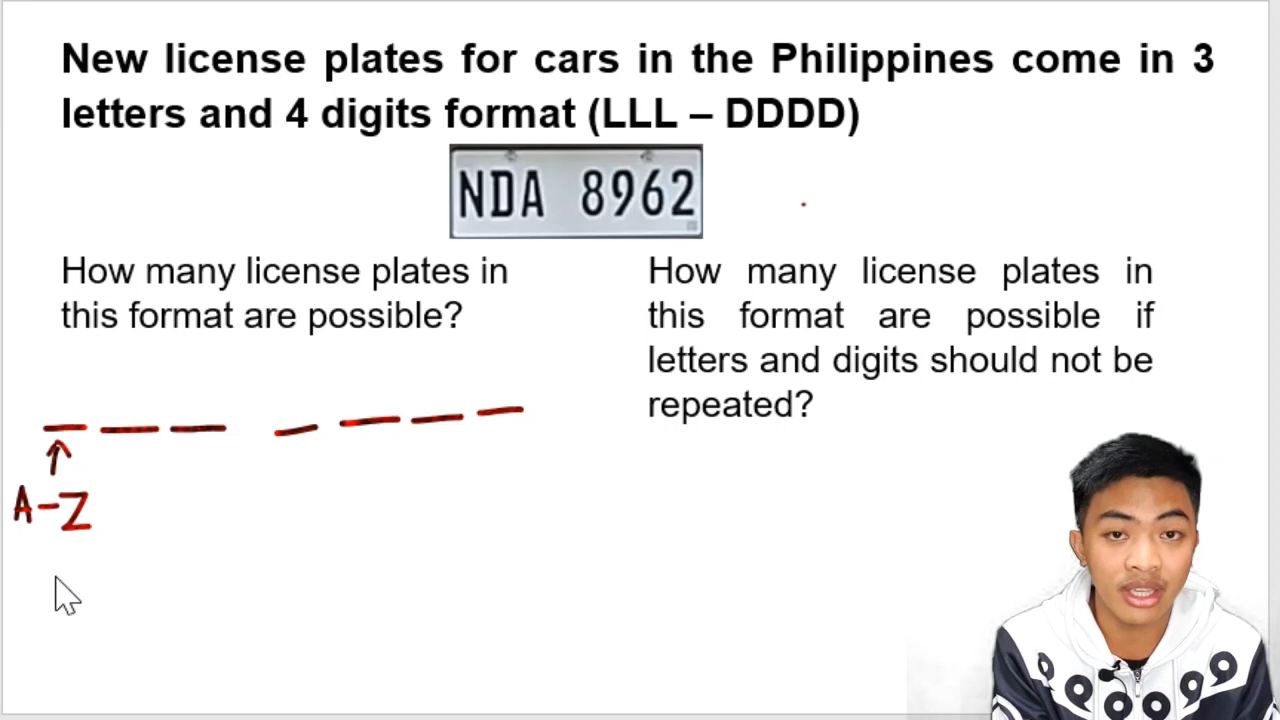 New license plates for cars in the Philippines come in 3
letters and 4 digits format (LLL – DDDD)
NDA 8962
How many license plates in
this format are possible?
How many license plates in
this format are possible if
letters and digits should not be
repeated?
A-Z